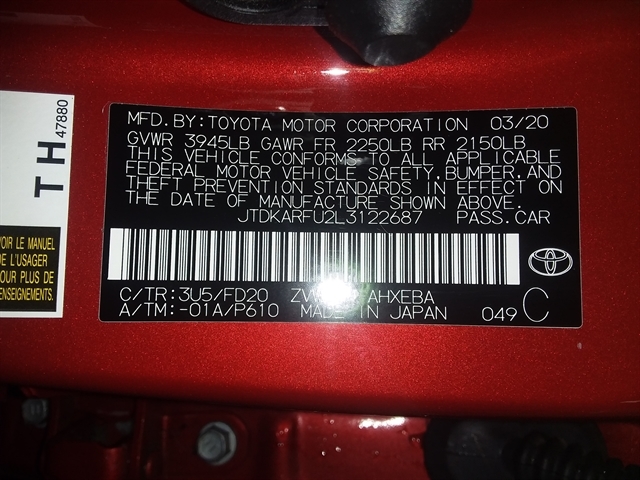 MFD.BY:TOYOTA MOTOR CORPORATION 03/20
GVWR 3945LB GAWR FR 2250LB RR 2150LB
THIS VEHICLE CONFORMS TO ALL APPLICABLE
FEDERAL MOTOR VEHICLE SAFETY,BUMPER,AND
THEFT PREVENTION STANDARDS IN EFFECT ON
THE DATE OF MANUFACTURE SHOWN ABOVE.
JTDKARFU2L3122687 PASS.CAR
C/TR:3U5/FD20 AHXEBA
A/TM:-01A/P610 MADE IN JAPAN 049 C
TH 47880
OIR LE MANUEL
DE L'USAGER
POUR PLUS DE
ENSEIGNEMENTS.